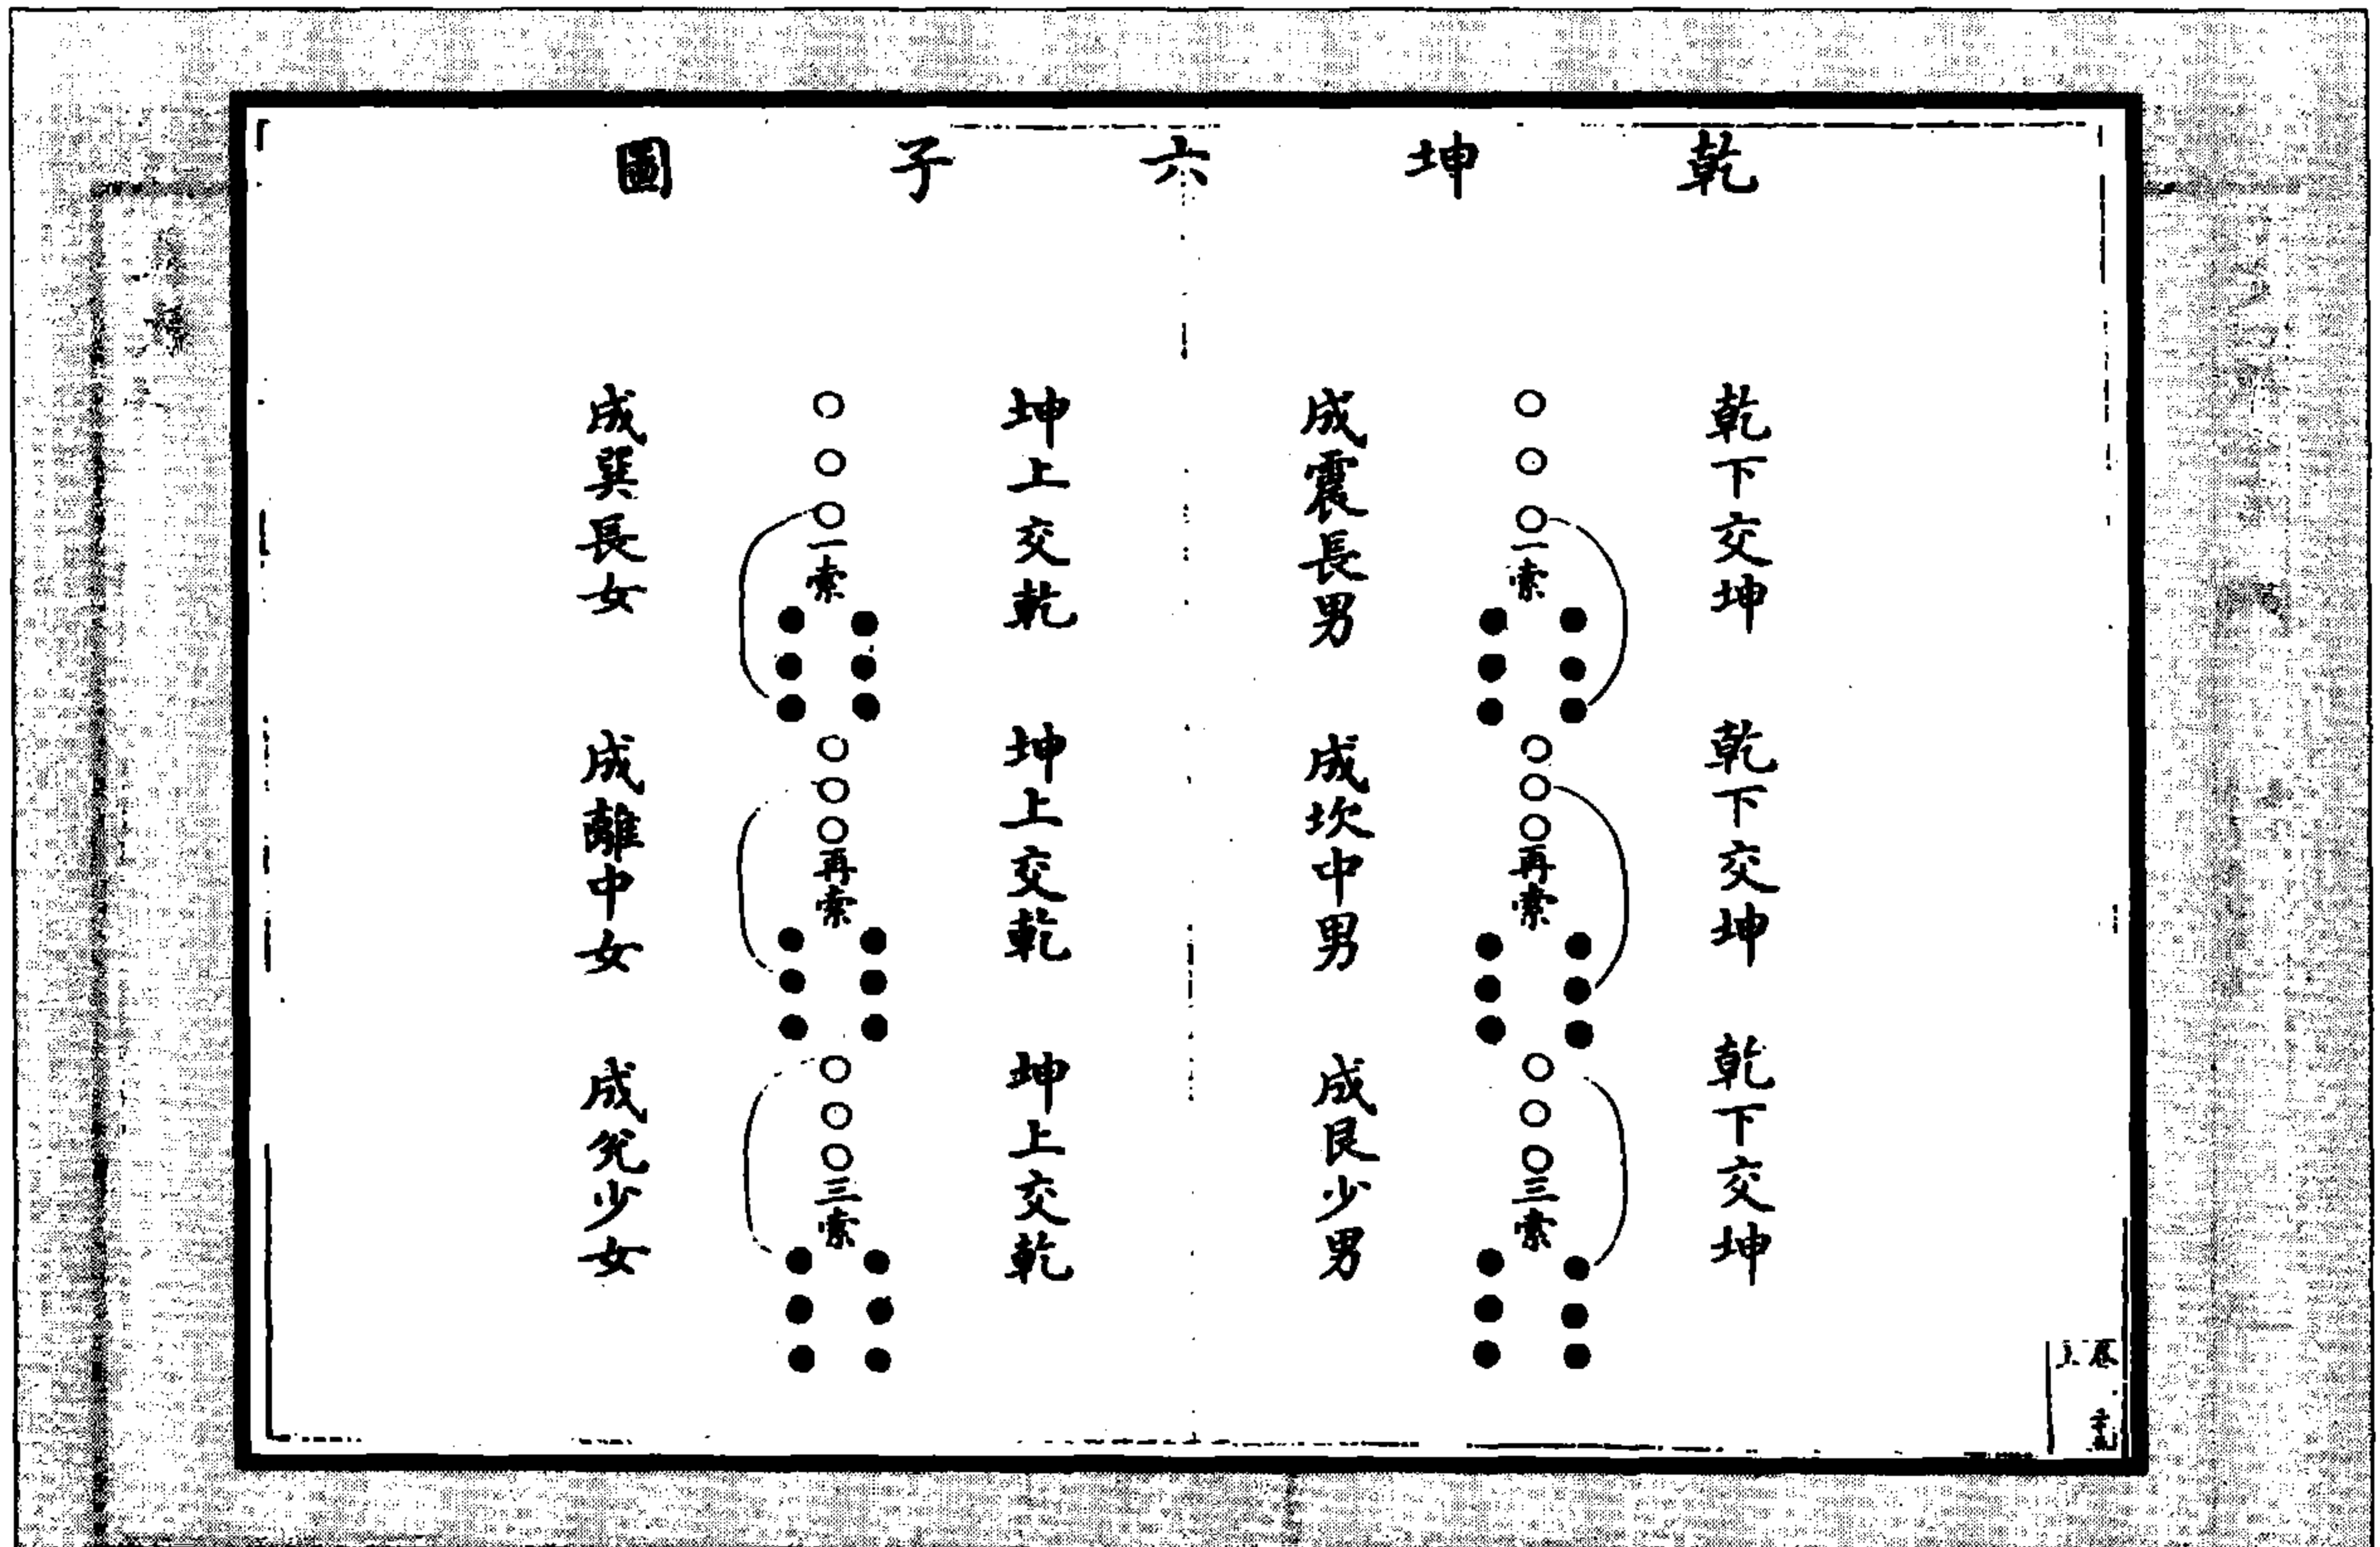 乾坤六子圖
乾下交坤
一索
成震長男
乾下交坤
再索
成坎中男
乾下交坤
三索
成艮少男
坤上交乾
一索
成巽長女
坤上交乾
再索
成離中女
坤上交乾
三索
成兊少女
卷上